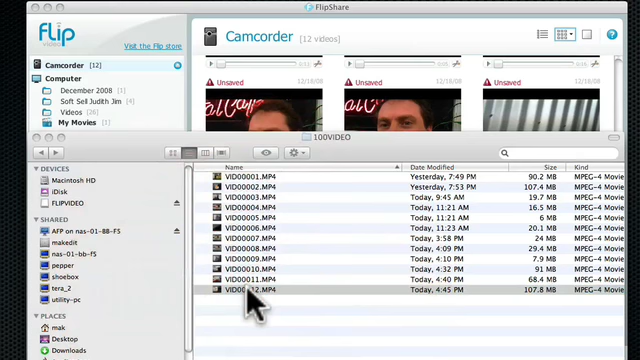 FlipShare
flip
video
Visit the Flip store
Camcorder [12 videos]
?
Camcorder [12]
Computer
December 2008 [1]
Soft Sell Judith Jim [4]
Videos [26]
My Movies [1]
Unsaved 12/18/08
Unsaved 12/18/08
Unsaved 12/18/08
100VIDEO
Name Date Modified Size Kind
DEVICES
Macintosh HD
iDisk
FLIPVIDEO
SHARED
AFP on nas-01-BB-F5
makedit
nas-01-bb-f5
pepper
shoebox
tera_2
utility-pc
PLACES
mak
Desktop
Downloads
VID00001.MP4 Yesterday, 7:49 PM 90.2 MB MPEG-4 Movie
VID00002.MP4 Yesterday, 7:53 PM 107.4 MB MPEG-4 Movie
VID00003.MP4 Today, 9:45 AM 19.7 MB MPEG-4 Movie
VID00004.MP4 Today, 11:21 AM 16.5 MB MPEG-4 Movie
VID00005.MP4 Today, 11:21 AM 6 MB MPEG-4 Movie
VID00006.MP4 Today, 11:23 AM 20.1 MB MPEG-4 Movie
VID00007.MP4 Today, 3:58 PM 24 MB MPEG-4 Movie
VID00008.MP4 Today, 4:09 PM 29.4 MB MPEG-4 Movie
VID00009.MP4 Today, 4:10 PM 7.9 MB MPEG-4 Movie
VID00010.MP4 Today, 4:32 PM 91 MB MPEG-4 Movie
VID00011.MP4 Today, 4:40 PM 68.4 MB MPEG-4 Movie
Today, 4:45 PM 107.8 MB MPEG-4 Movie